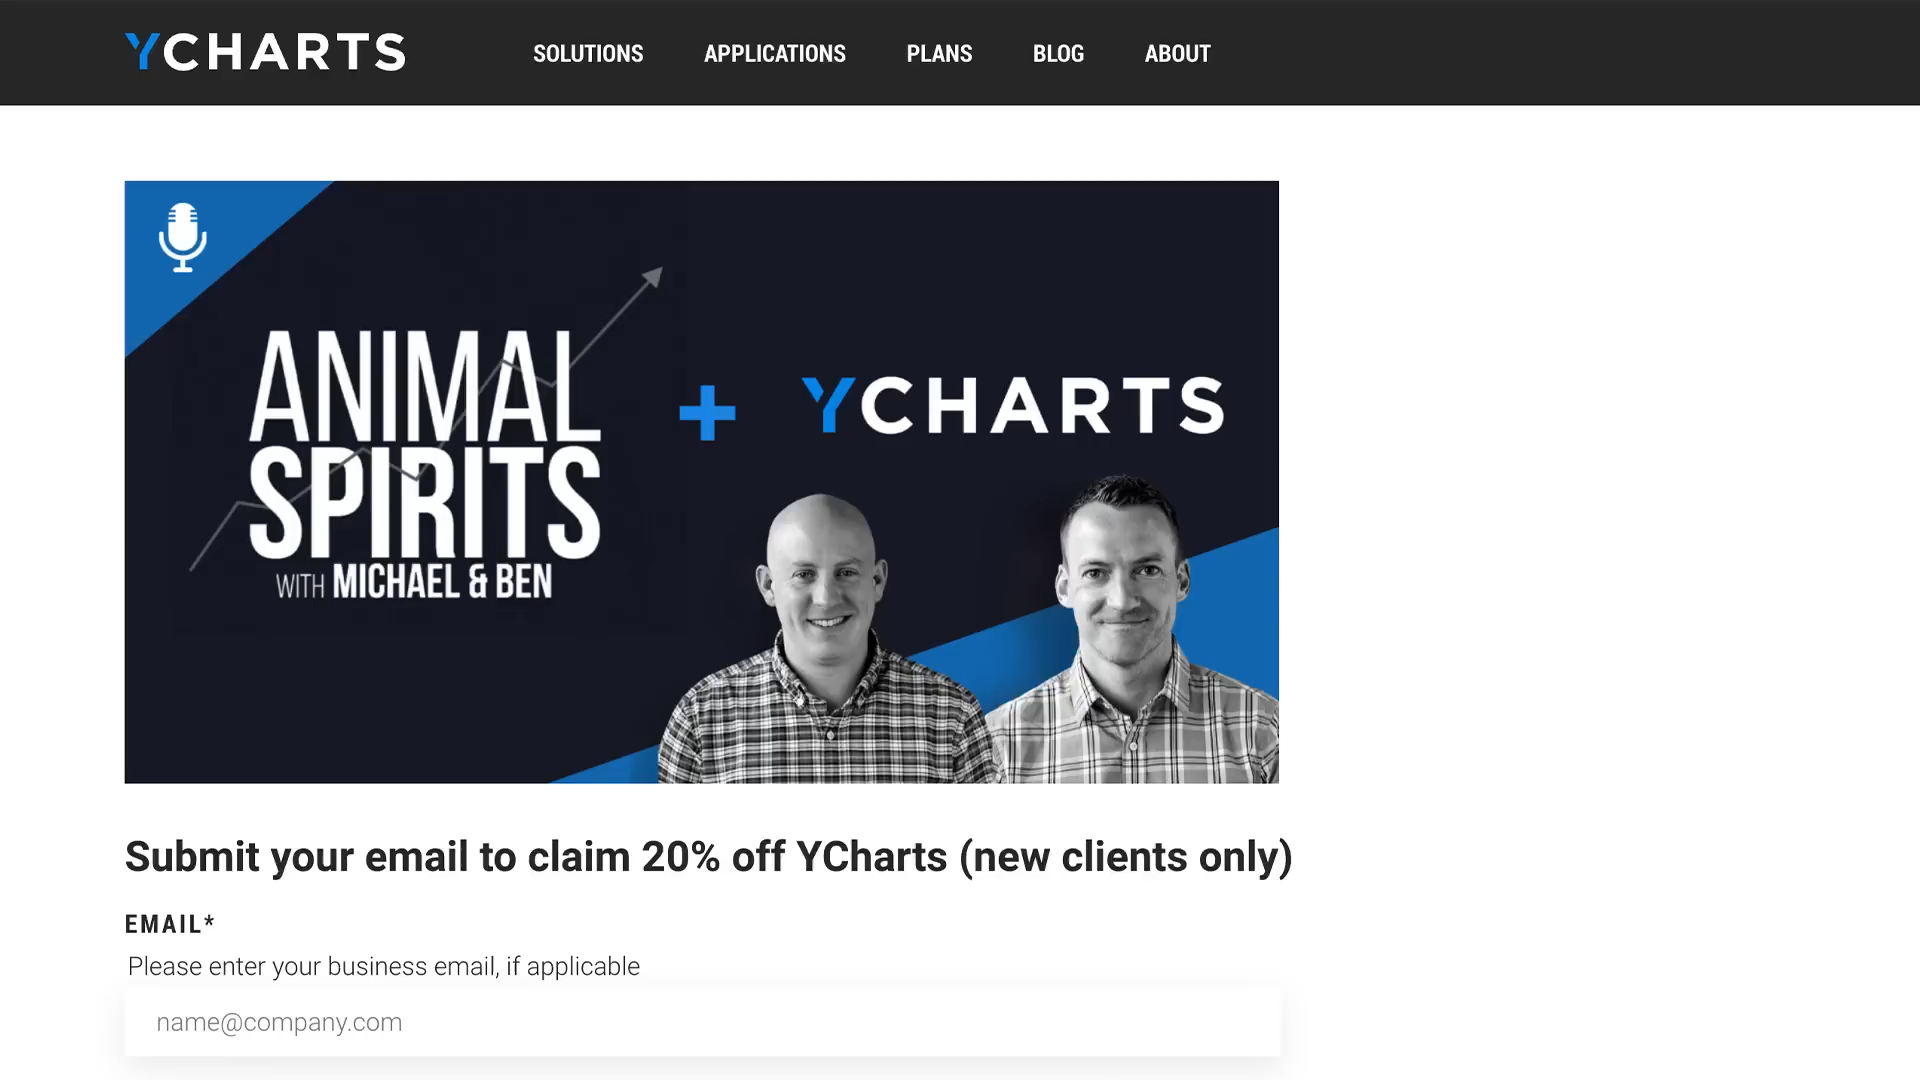 YCHARTS
SOLUTIONS
APPLICATIONS
PLANS
BLOG
ABOUT
ANIMAL
SPIRITS
WITH MICHAEL & BEN
+
YCHARTS
Submit your email to claim 20% off YCharts (new clients only)
EMAIL*
Please enter your business email, if applicable
name@company.com